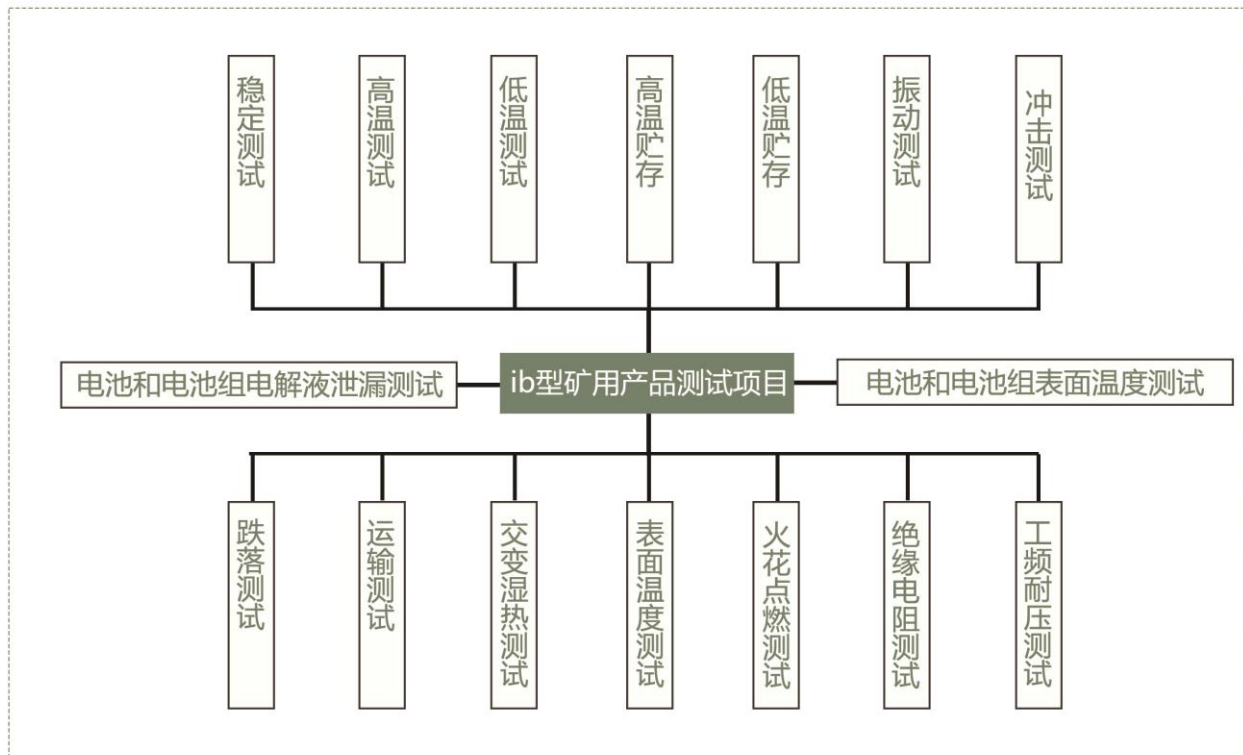 稳定测试
高温测试
低温测试
高温贮存
低温贮存
振动测试
冲击测试
电池和电池组电解液泄漏测试
ib型矿用产品测试项目
电池和电池组表面温度测试
跌落测试
运输测试
交变湿热测试
表面温度测试
火花点燃测试
绝缘电阻测试
工频耐压测试